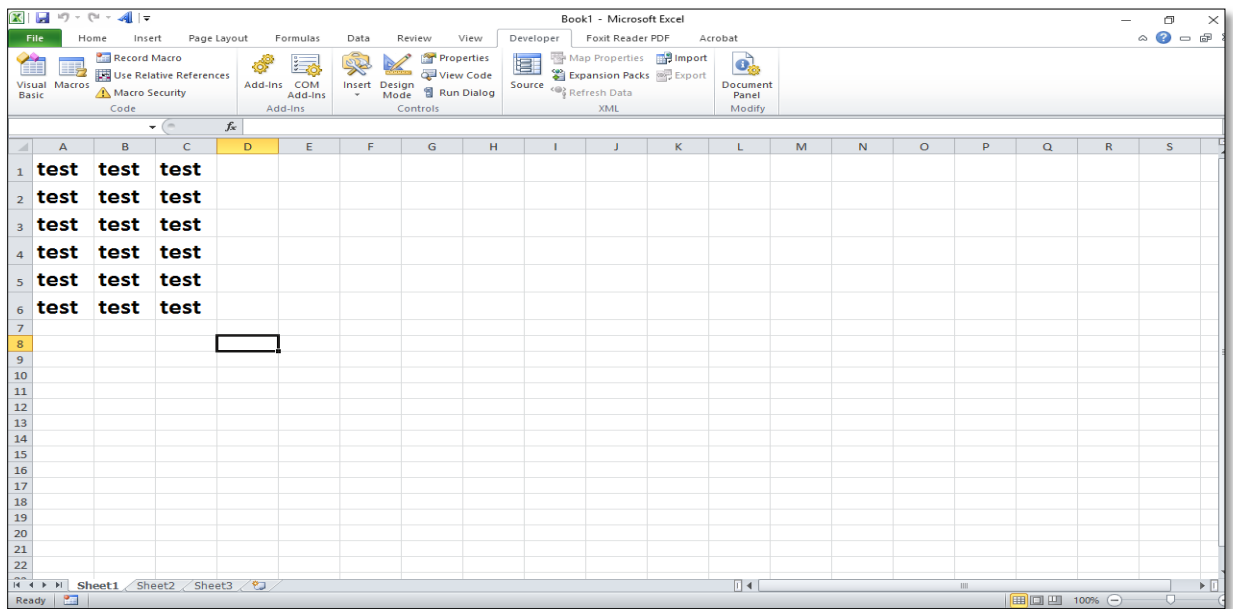 Book1 - Microsoft Excel
File Home Insert Page Layout Formulas Data Review View Developer Foxit Reader PDF Acrobat
Visual Basic
Macros
Record Macro
Use Relative References
Macro Security
Code
Add-Ins
COM Add-Ins
Add-Ins
Insert
Design Mode
Properties
View Code
Run Dialog
Controls
Source
Map Properties
Expansion Packs
Refresh Data
Import
Export
XML
Document Panel
Modify
fx
A B C D E F G H I J K L M N O P Q R S
1 test test test
2 test test test
3 test test test
4 test test test
5 test test test
6 test test test
7
8
9
10
11
12
13
14
15
16
17
18
19
20
21
22
Sheet1 Sheet2 Sheet3
Ready 100%